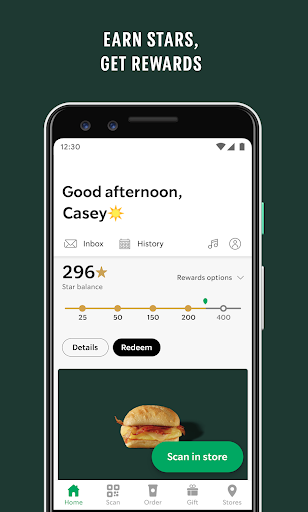 EARN STARS,
GET REWARDS
12:30
Good afternoon,
Casey☀️
Inbox
History
296★
Rewards options
Star balance
25 50 150 200 400
Details
Redeem
Scan in store
Home Scan Order Gift Stores